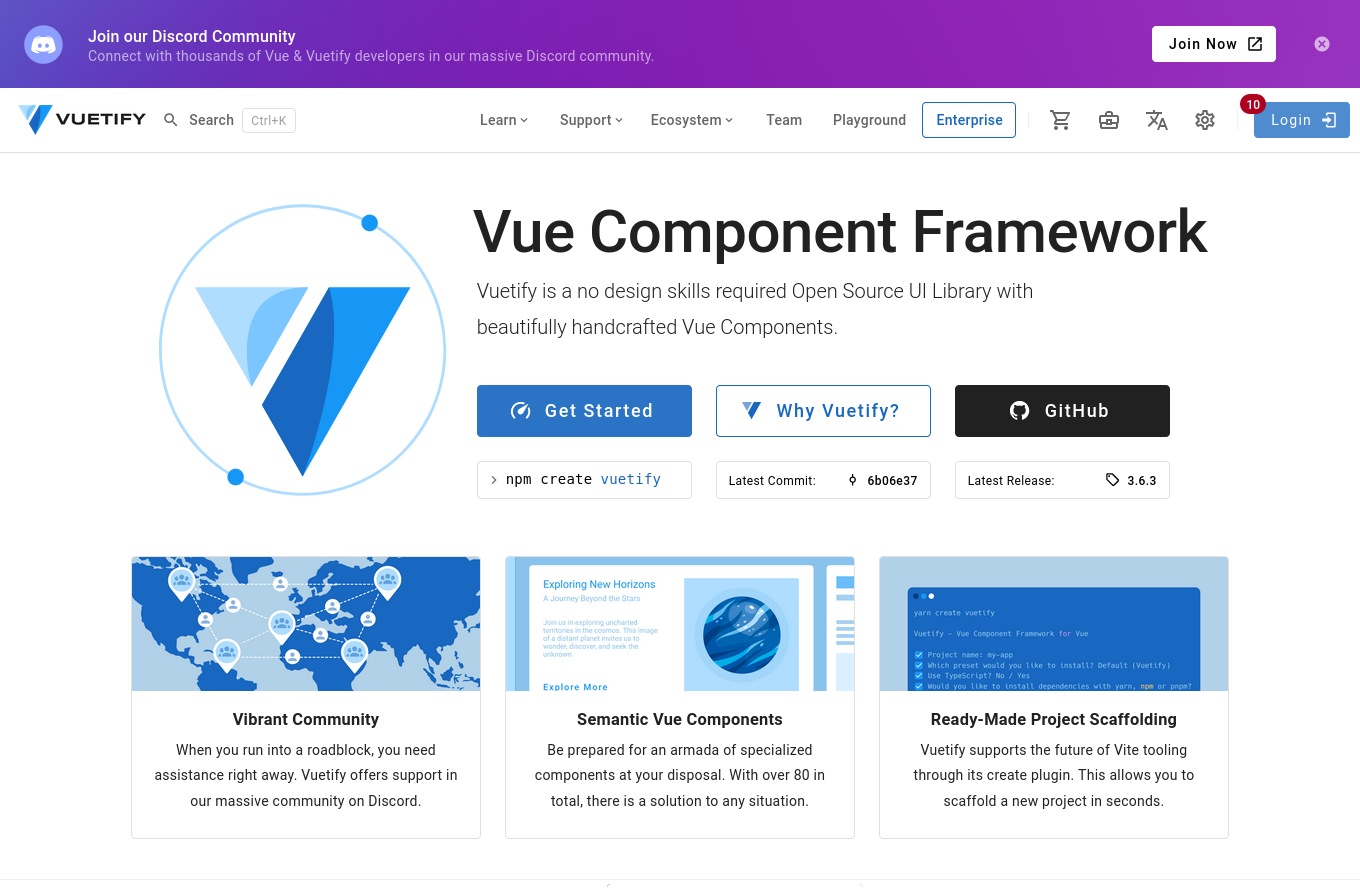 Join our Discord Community
Connect with thousands of Vue & Vuetify developers in our massive Discord community.
Join Now
VUETIFY
Search Ctrl+K
Learn Support Ecosystem Team Playground Enterprise
10
Login
Vue Component Framework
Vuetify is a no design skills required Open Source UI Library with
beautifully handcrafted Vue Components.
Get Started
Why Vuetify?
GitHub
npm create vuetify
Latest Commit: 6b06e37
Latest Release: 3.6.3
Exploring New Horizons
A Journey Beyond the Stars
Join us in exploring uncharted
territories in the cosmos. This image
of a distant planet invites us to
wonder, discover, and seek the
unknown
Explore More
yarn create vuetify
Vuetify - Vue Component Framework for Vue
Project name: my-app
Which preset would you like to install? Default (Vuetify)
Use TypeScript? No / Yes
Would you like to install dependencies with yarn, npm or pnpm?
Vibrant Community
When you run into a roadblock, you need
assistance right away. Vuetify offers support in
our massive community on Discord.
Semantic Vue Components
Be prepared for an armada of specialized
components at your disposal. With over 80 in
total, there is a solution to any situation.
Ready-Made Project Scaffolding
Vuetify supports the future of Vite tooling
through its create plugin. This allows you to
scaffold a new project in seconds.